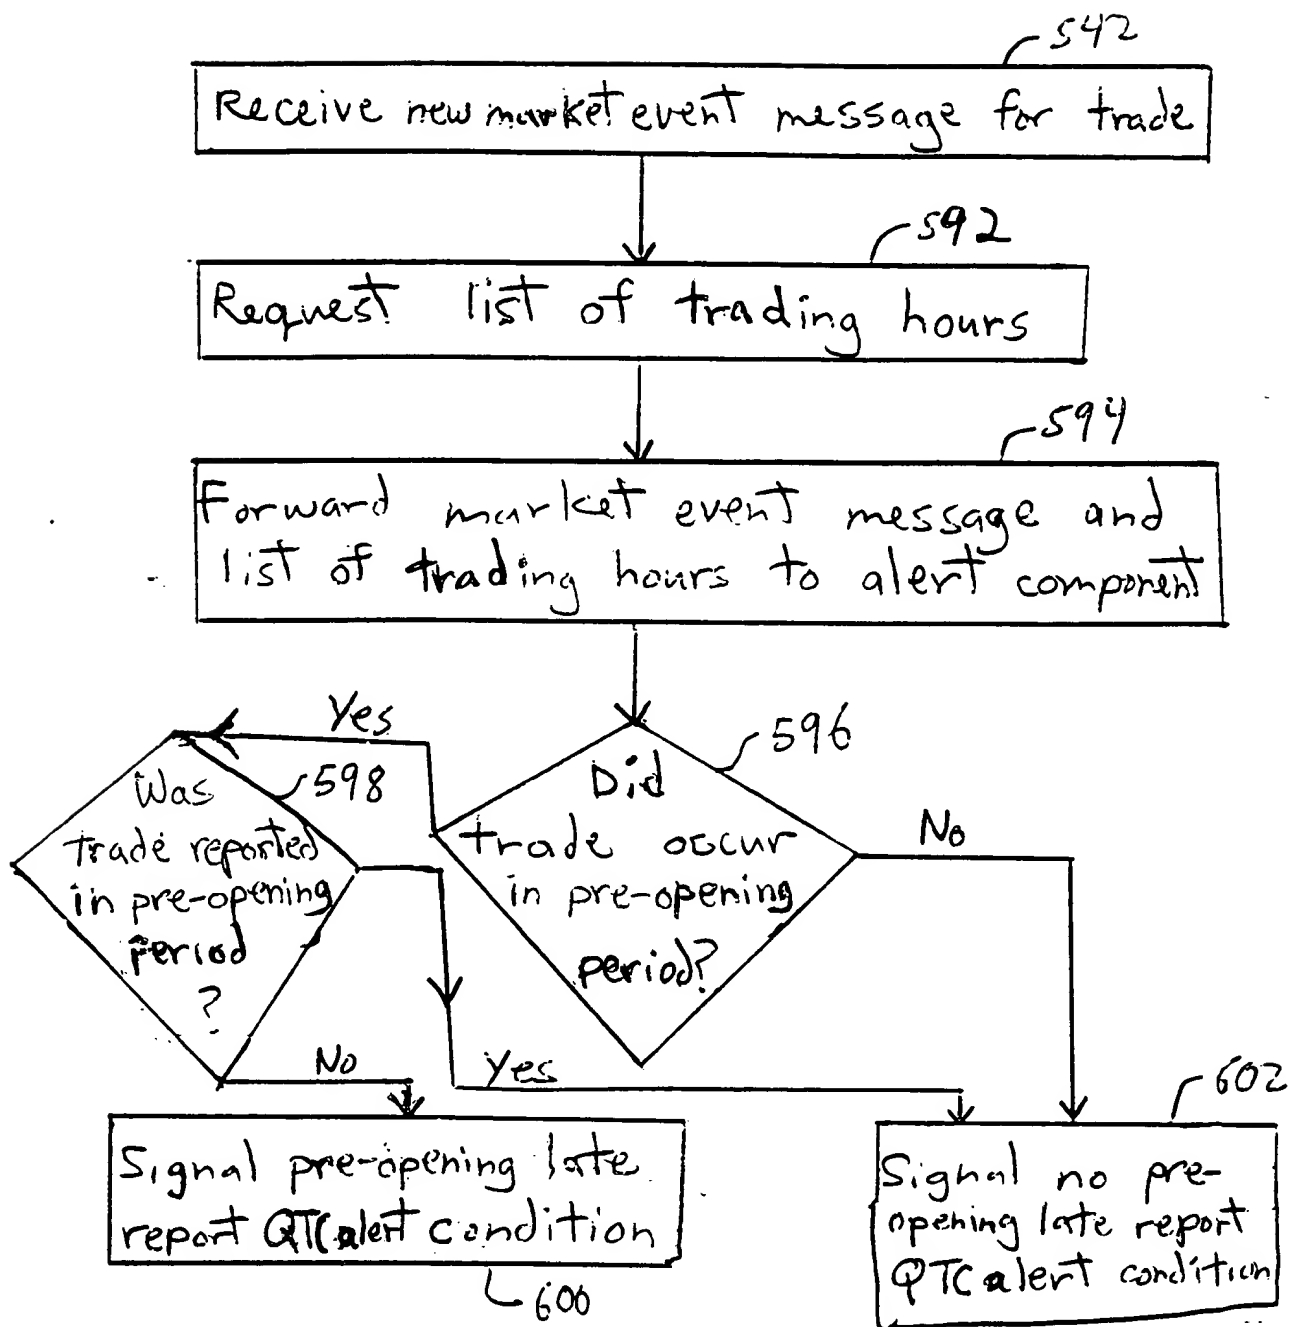 542
Receive new market event message for trade
592
Request list of trading hours
594
Forward market event message and
list of trading hours to alert component
Yes
596
598
Was
trade reported
in pre-opening
period
?
Did
trade occur
in pre-opening
period?
No
No
Yes
602
Signal pre-opening late
report QTC alert condition
600
Signal no pre-
opening late report
QTC alert condition